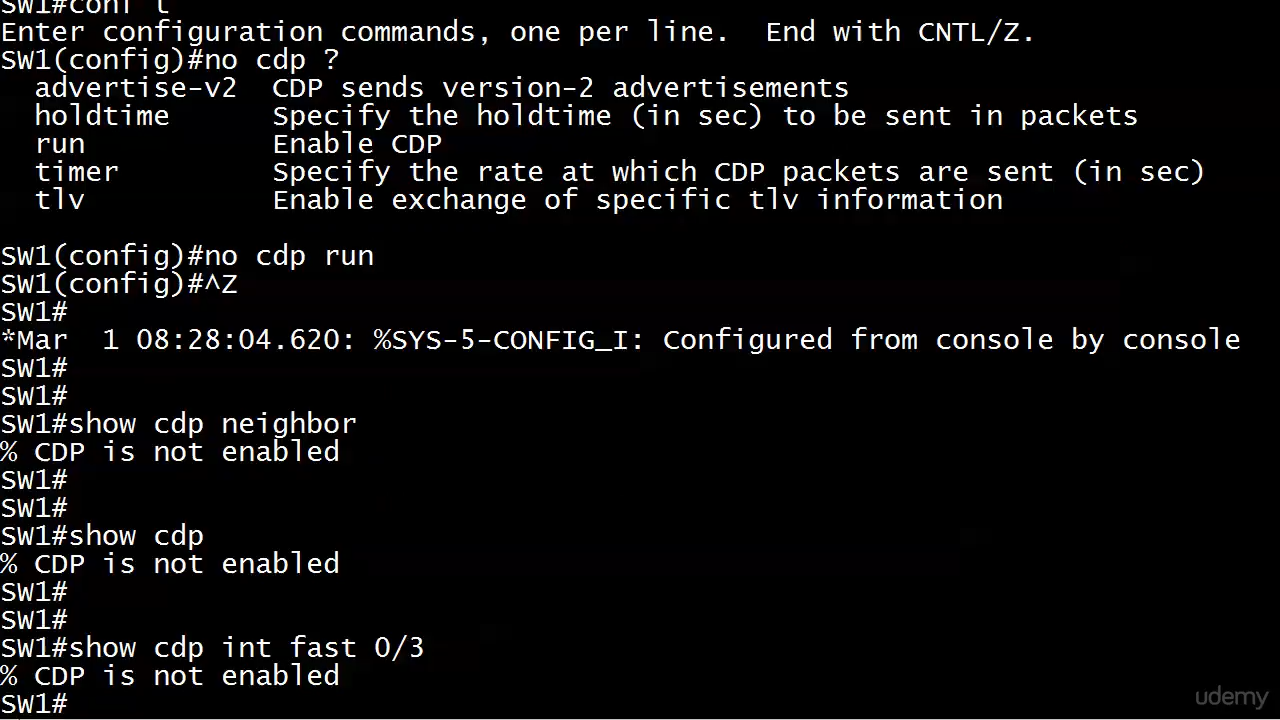 SW1#conf t
Enter configuration commands, one per line.  End with CNTL/Z.
SW1(config)#no cdp ?
  advertise-v2  CDP sends version-2 advertisements
  holdtime      Specify the holdtime (in sec) to be sent in packets
  run           Enable CDP
  timer         Specify the rate at which CDP packets are sent (in sec)
  tlv           Enable exchange of specific tlv information

SW1(config)#no cdp run
SW1(config)#^Z
SW1#
*Mar  1 08:28:04.620: %SYS-5-CONFIG_I: Configured from console by console
SW1#
SW1#
SW1#show cdp neighbor
% CDP is not enabled
SW1#
SW1#
SW1#show cdp
% CDP is not enabled
SW1#
SW1#
SW1#show cdp int fast 0/3
% CDP is not enabled
SW1#
udemy